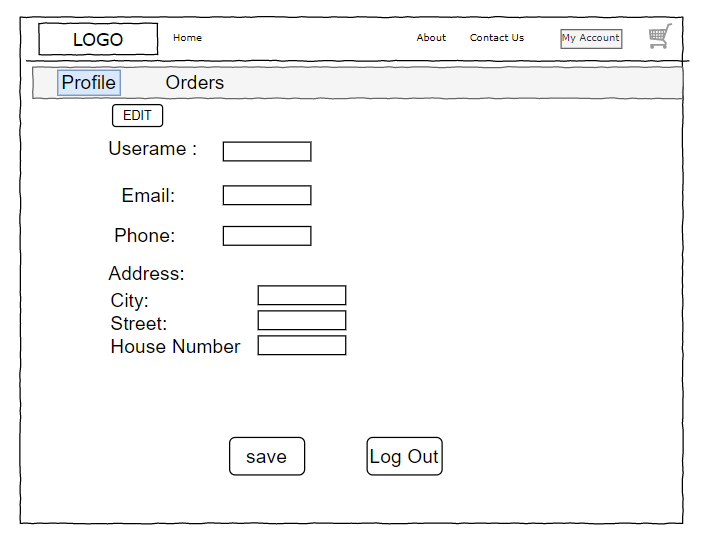 LOGO Home About Contact Us My Account
Profile Orders
EDIT
Userame :
Email:
Phone:
Address:
City:
Street:
House Number
save Log Out